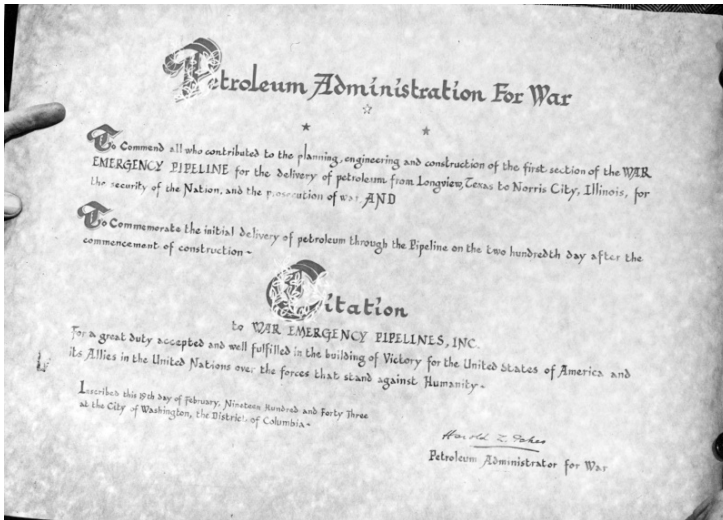 Petroleum Administration For War
To Commend all who contributed to the planning, engineering and construction of the first section of the WAR
EMERGENCY PIPELINE for the delivery of petroleum from Longview, Texas to Norris City, Illinois, for
the security of the Nation, and the prosecution of war, AND
To Commemorate the initial delivery of petroleum through the Pipeline on the two hundredth day after the
commencement of construction-
Citation
to WAR EMERGENCY PIPELINES, INC.
For a great duty accepted and well fulfilled in the building of Victory for the United States of America and
its Allies in the United Nations over the forces that stand against Humanity-
Inscribed this 19th day of February, Nineteen Hundred and Forty Three
at the City of Washington, the District of Columbia-
Harold L. Ickes
Petroleum Administrator for War